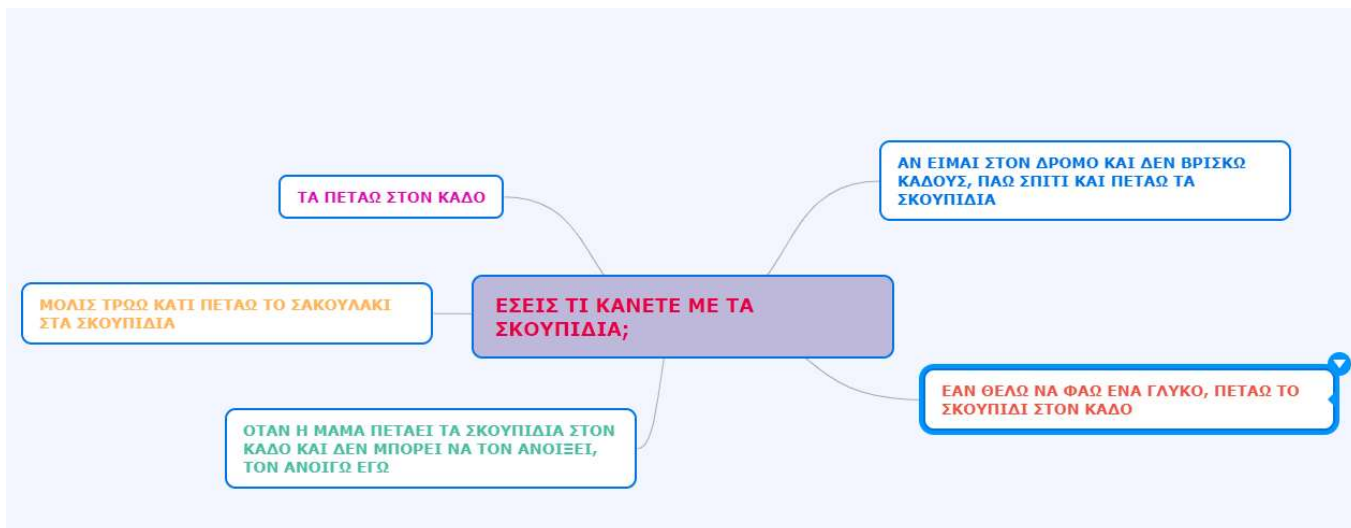 ΑΝ ΕΙΜΑΙ ΣΤΟΝ ΔΡΟΜΟ ΚΑΙ ΔΕΝ ΒΡΙΣΚΩ
ΚΑΔΟΥΣ, ΠΑΩ ΣΠΙΤΙ ΚΑΙ ΠΕΤΑΩ ΤΑ
ΣΚΟΥΠΙΔΙΑ
ΤΑ ΠΕΤΑΩ ΣΤΟΝ ΚΑΔΟ
ΜΟΛΙΣ ΤΡΩΩ ΚΑΤΙ ΠΕΤΑΩ ΤΟ ΣΑΚΟΥΛΑΚΙ
ΣΤΑ ΣΚΟΥΠΙΔΙΑ
ΕΣΕΙΣ ΤΙ ΚΑΝΕΤΕ ΜΕ ΤΑ
ΣΚΟΥΠΙΔΙΑ;
ΕΑΝ ΘΕΛΩ ΝΑ ΦΑΩ ΕΝΑ ΓΛΥΚΟ, ΠΕΤΑΩ ΤΟ
ΣΚΟΥΠΙΔΙ ΣΤΟΝ ΚΑΔΟ
ΟΤΑΝ Η ΜΑΜΑ ΠΕΤΑΕΙ ΤΑ ΣΚΟΥΠΙΔΙΑ ΣΤΟΝ
ΚΑΔΟ ΚΑΙ ΔΕΝ ΜΠΟΡΕΙ ΝΑ ΤΟΝ ΑΝΟΙΞΕΙ,
ΤΟΝ ΑΝΟΙΓΩ ΕΓΩ